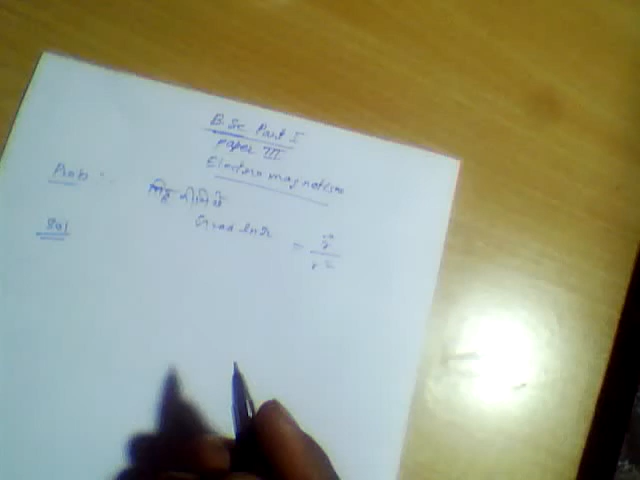 B.Sc Part I
paper III
Electromagnetism
Prob :-
सिद्ध कीजिये
Grad ln r = r⃗ / r²
Sol